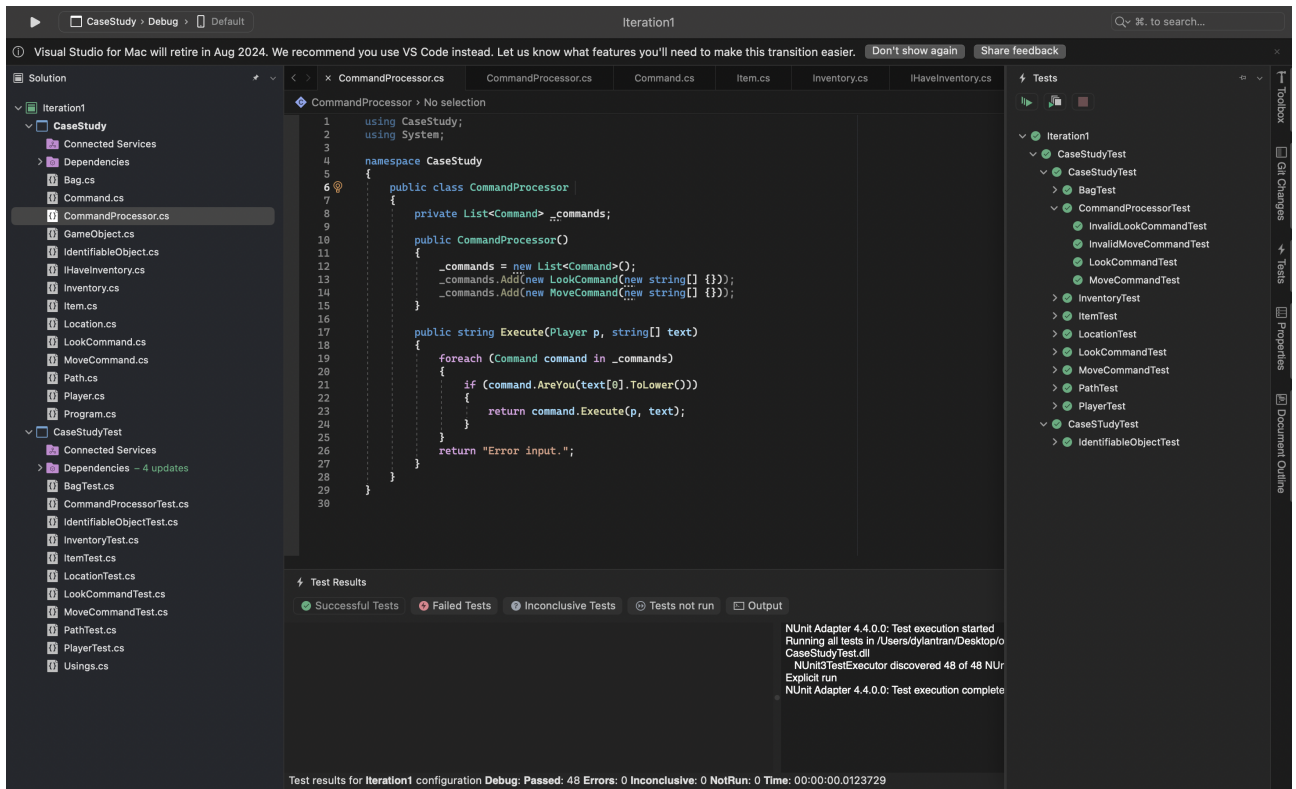 CaseStudy › Debug › Default
Iteration1
⌘. to search...
Visual Studio for Mac will retire in Aug 2024. We recommend you use VS Code instead. Let us know what features you'll need to make this transition easier. Don't show again Share feedback
Solution
Iteration1
CaseStudy
Connected Services
Dependencies
Bag.cs
Command.cs
CommandProcessor.cs
GameObject.cs
IdentifiableObject.cs
IHaveInventory.cs
Inventory.cs
Item.cs
Location.cs
LookCommand.cs
MoveCommand.cs
Path.cs
Player.cs
Program.cs
CaseStudyTest
Connected Services
Dependencies – 4 updates
BagTest.cs
CommandProcessorTest.cs
IdentifiableObjectTest.cs
InventoryTest.cs
ItemTest.cs
LocationTest.cs
LookCommandTest.cs
MoveCommandTest.cs
PathTest.cs
PlayerTest.cs
Usings.cs
CommandProcessor.cs CommandProcessor.cs Command.cs Item.cs Inventory.cs IHaveInventory.cs
CommandProcessor › No selection
1 using CaseStudy;
2 using System;
3
4 namespace CaseStudy
5 {
6 public class CommandProcessor
7 {
8 private List<Command> _commands;
9
10 public CommandProcessor()
11 {
12 _commands = new List<Command>();
13 _commands.Add(new LookCommand(new string[] {}));
14 _commands.Add(new MoveCommand(new string[] {}));
15 }
16
17 public string Execute(Player p, string[] text)
18 {
19 foreach (Command command in _commands)
20 {
21 if (command.AreYou(text[0].ToLower()))
22 {
23 return command.Execute(p, text);
24 }
25 }
26 return "Error input.";
27 }
28 }
29 }
30
Test Results
Successful Tests Failed Tests Inconclusive Tests Tests not run Output
NUnit Adapter 4.4.0.0: Test execution started
Running all tests in /Users/dylantran/Desktop/o
CaseStudyTest.dll
NUnit3TestExecutor discovered 48 of 48 NUr
Explicit run
NUnit Adapter 4.4.0.0: Test execution complete
Test results for Iteration1 configuration Debug: Passed: 48 Errors: 0 Inconclusive: 0 NotRun: 0 Time: 00:00:00.0123729
Tests
Iteration1
CaseStudyTest
CaseStudyTest
BagTest
CommandProcessorTest
InvalidLookCommandTest
InvalidMoveCommandTest
LookCommandTest
MoveCommandTest
InventoryTest
ItemTest
LocationTest
LookCommandTest
MoveCommandTest
PathTest
PlayerTest
CaseSTudyTest
IdentifiableObjectTest
Toolbox
Git Changes
Tests
Properties
Document Outline